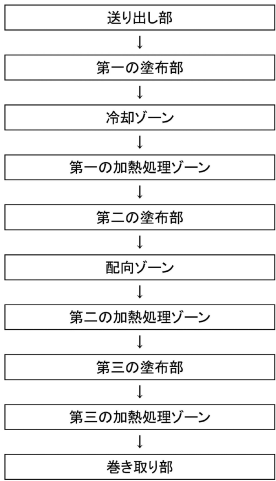 送り出し部
↓
第一の塗布部
↓
冷却ゾーン
↓
第一の加熱処理ゾーン
↓
第二の塗布部
↓
配向ゾーン
↓
第二の加熱処理ゾーン
↓
第三の塗布部
↓
第三の加熱処理ゾーン
↓
巻き取り部